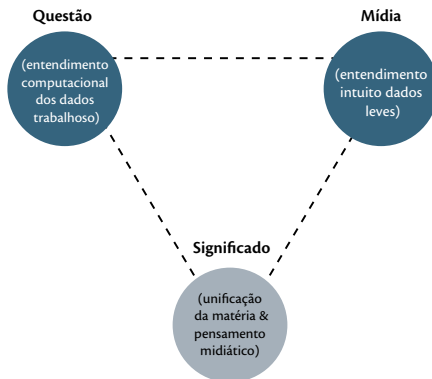 Questão
(entendimento
computacional
dos dados
trabalhoso)
Mídia
(entendimento
intuito dados
leves)
Significado
(unificação
da matéria &
pensamento
midiático)